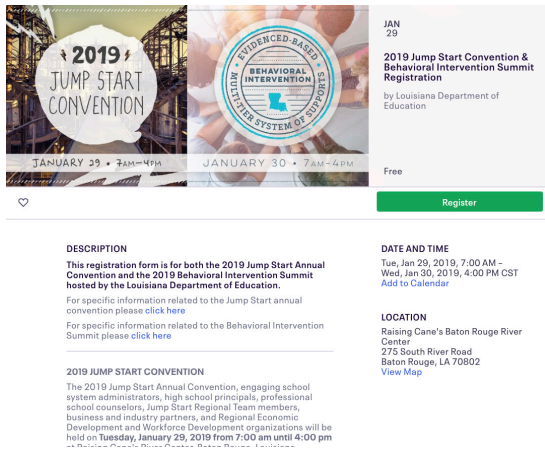 2019
JUMP START
CONVENTION
JANUARY 29 • 7AM-4PM
EVIDENCED-BASED
BEHAVIORAL
INTERVENTION
MULTI-TIER SYSTEM OF SUPPORTS
JANUARY 30 • 7AM-4PM
JAN
29
2019 Jump Start Convention &
Behavioral Intervention Summit
Registration
by Louisiana Department of
Education
Free
Register
DESCRIPTION
This registration form is for both the 2019 Jump Start Annual
Convention and the 2019 Behavioral Intervention Summit
hosted by the Louisiana Department of Education.
For specific information related to the Jump Start annual
convention please click here
For specific information related to the Behavioral Intervention
Summit please click here
2019 JUMP START CONVENTION
The 2019 Jump Start Annual Convention, engaging school
system administrators, high school principals, professional
school counselors, Jump Start Regional Team members,
business and industry partners, and Regional Economic
Development and Workforce Development organizations will be
held on Tuesday, January 29, 2019 from 7:00 am until 4:00 pm
at Raising Cane's River Center, Baton Rouge, Louisiana
DATE AND TIME
Tue, Jan 29, 2019, 7:00 AM –
Wed, Jan 30, 2019, 4:00 PM CST
Add to Calendar
LOCATION
Raising Cane's Baton Rouge River
Center
275 South River Road
Baton Rouge, LA 70802
View Map